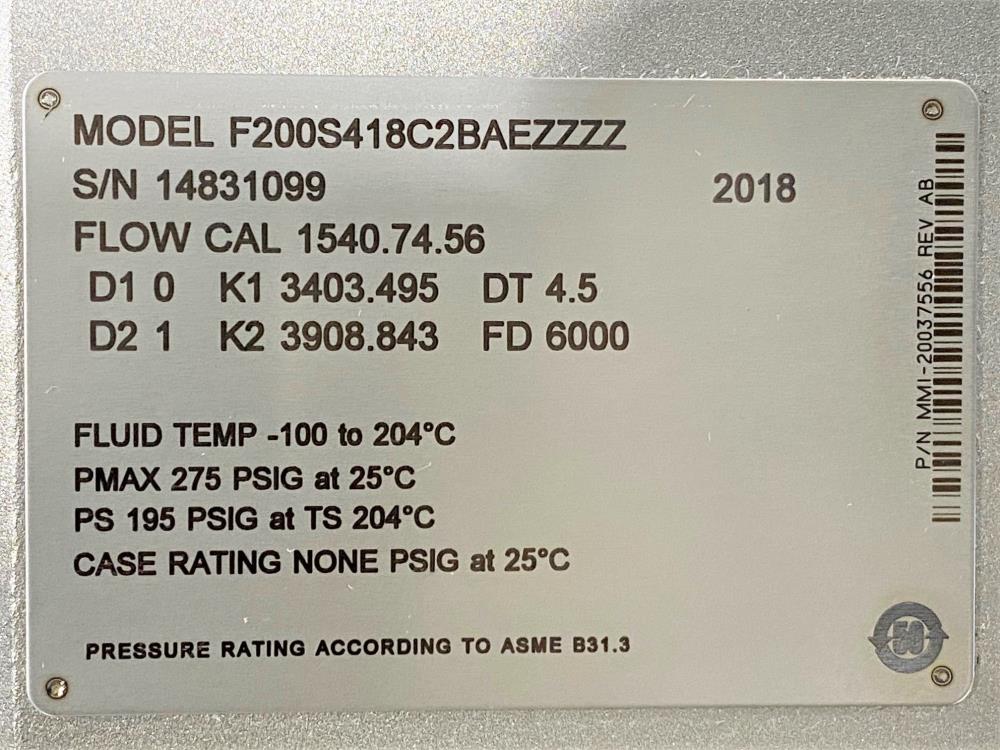 MODEL F200S418C2BAEZZZZ
S/N 14831099 2018
FLOW CAL 1540.74.56
D1 0 K1 3403.495 DT 4.5
D2 1 K2 3908.843 FD 6000
FLUID TEMP -100 to 204°C
PMAX 275 PSIG at 25°C
PS 195 PSIG at TS 204°C
CASE RATING NONE PSIG at 25°C
PRESSURE RATING ACCORDING TO ASME B31.3
P/N MMI-20037556 REV AB
50